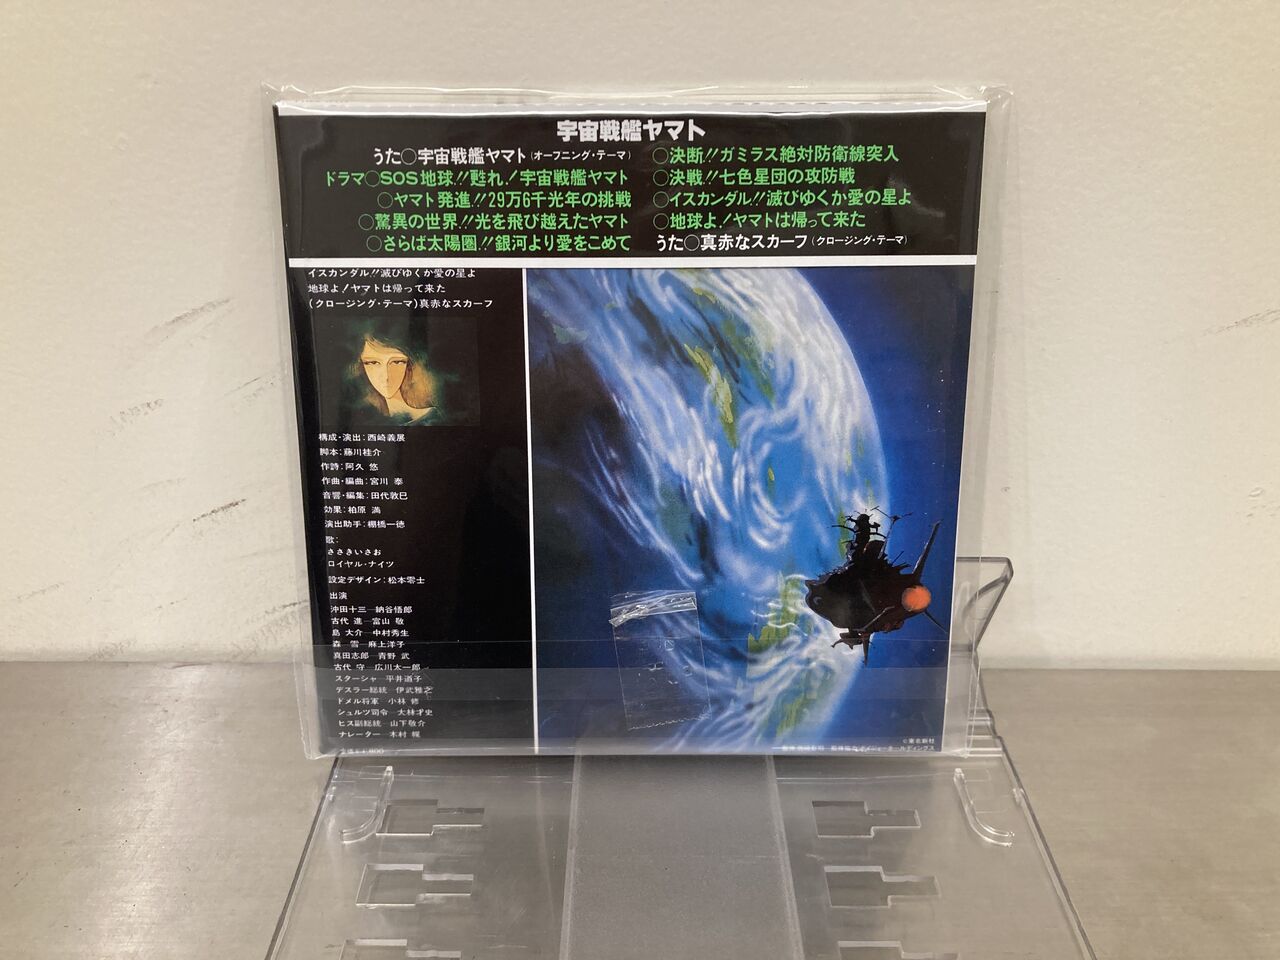 宇宙戦艦ヤマト
うた○宇宙戦艦ヤマト(オープニング・テーマ)
ドラマ○SOS地球!!甦れ!宇宙戦艦ヤマト
○ヤマト発進!!29万6千光年の挑戦
○驚異の世界!!光を飛び越えたヤマト
○さらば太陽圏!!銀河より愛をこめて
○決断!!ガミラス絶対防衛線突入
○決戦!!七色星団の攻防戦
○イスカンダル!!滅びゆくか愛の星よ
○地球よ!ヤマトは帰って来た
うた○真赤なスカーフ(クロージング・テーマ)
イスカンダル!!滅びゆくか愛の星よ
地球よ!ヤマトは帰って来た
(クロージング・テーマ)真赤なスカーフ
構成・演出:西崎義展
脚本:藤川桂介
作詩:阿久 悠
作曲・編曲:宮川 泰
音響・編集:田代敦巳
効果:柏原 満
演出助手:棚橋一徳
歌:
ささきいさお
ロイヤル・ナイツ
設定デザイン:松本零士
出演
沖田十三―納谷悟郎
古代 進―富山 敬
島 大介―中村秀生
森 雪―麻上洋子
真田志郎―青野 武
古代 守―広川太一郎
スターシャ―平井道子
デスラー総統―伊武雅之
ドメル将軍―小林 修
シュルツ司令―大林才史
ヒス副総統―山下敬介
ナレーター―木村 幌
定価¥1,800
©東北新社